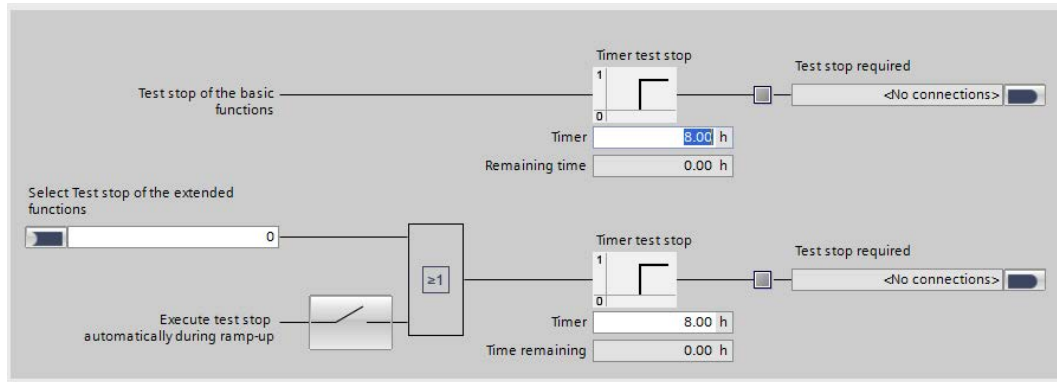 Timer test stop
Test stop required
1
Test stop of the basic
functions
<No connections>
0
Timer 8.00 h
Remaining time 0.00 h
Select Test stop of the extended
functions
0
Timer test stop
Test stop required
1
≥1
<No connections>
0
Execute test stop
automatically during ramp-up
Timer 8.00 h
Time remaining 0.00 h